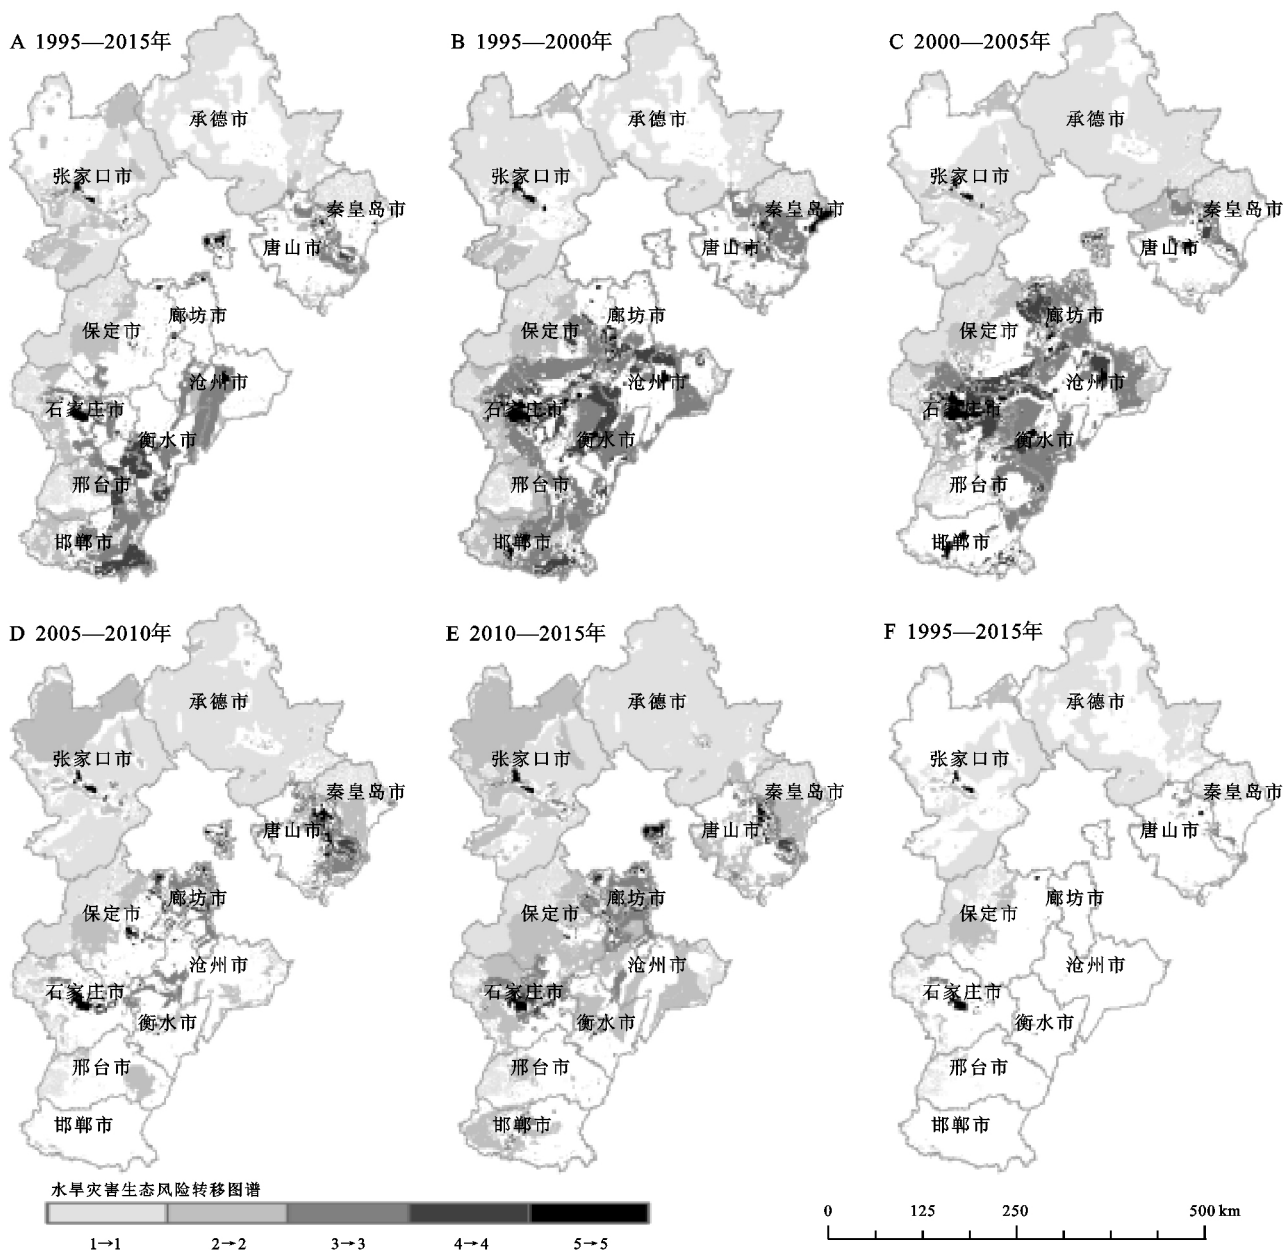 A 1995—2015年
B 1995—2000年
C 2000—2005年
承德市
承德市
承德市
张家口市
张家口市
张家口市
秦皇岛市
秦皇岛市
秦皇岛市
唐山市
唐山市
唐山市
廊坊市
廊坊市
廊坊市
保定市
保定市
保定市
沧州市
沧州市
沧州市
石家庄市
石家庄市
石家庄市
衡水市
衡水市
衡水市
邢台市
邢台市
邢台市
邯郸市
邯郸市
邯郸市
D 2005—2010年
E 2010—2015年
F 1995—2015年
承德市
承德市
承德市
张家口市
张家口市
张家口市
秦皇岛市
秦皇岛市
秦皇岛市
唐山市
唐山市
唐山市
廊坊市
廊坊市
廊坊市
保定市
保定市
保定市
沧州市
沧州市
沧州市
石家庄市
石家庄市
石家庄市
衡水市
衡水市
衡水市
邢台市
邢台市
邢台市
邯郸市
邯郸市
邯郸市
水旱灾害生态风险转移图谱
1→1 2→2 3→3 4→4 5→5
0 125 250 500 km